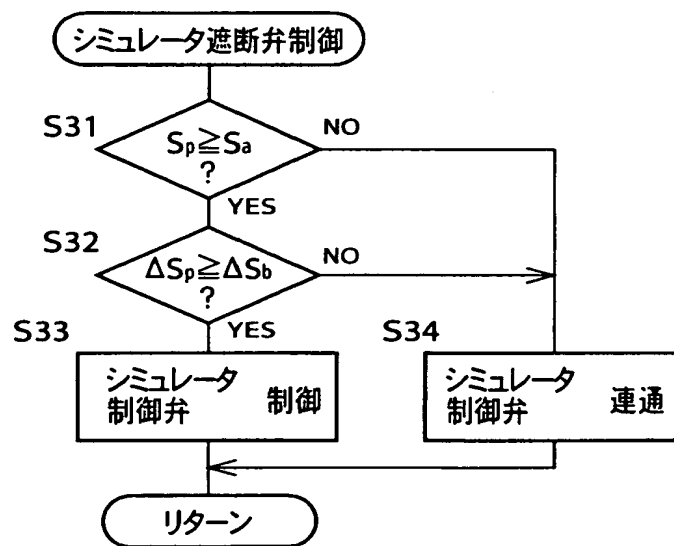 シミュレータ遮断弁制御
S31
Sp≧Sa
?
NO
YES
S32
ΔSp≧ΔSb
?
NO
YES
S33
シミュレータ
制御弁 制御
S34
シミュレータ
制御弁 連通
リターン